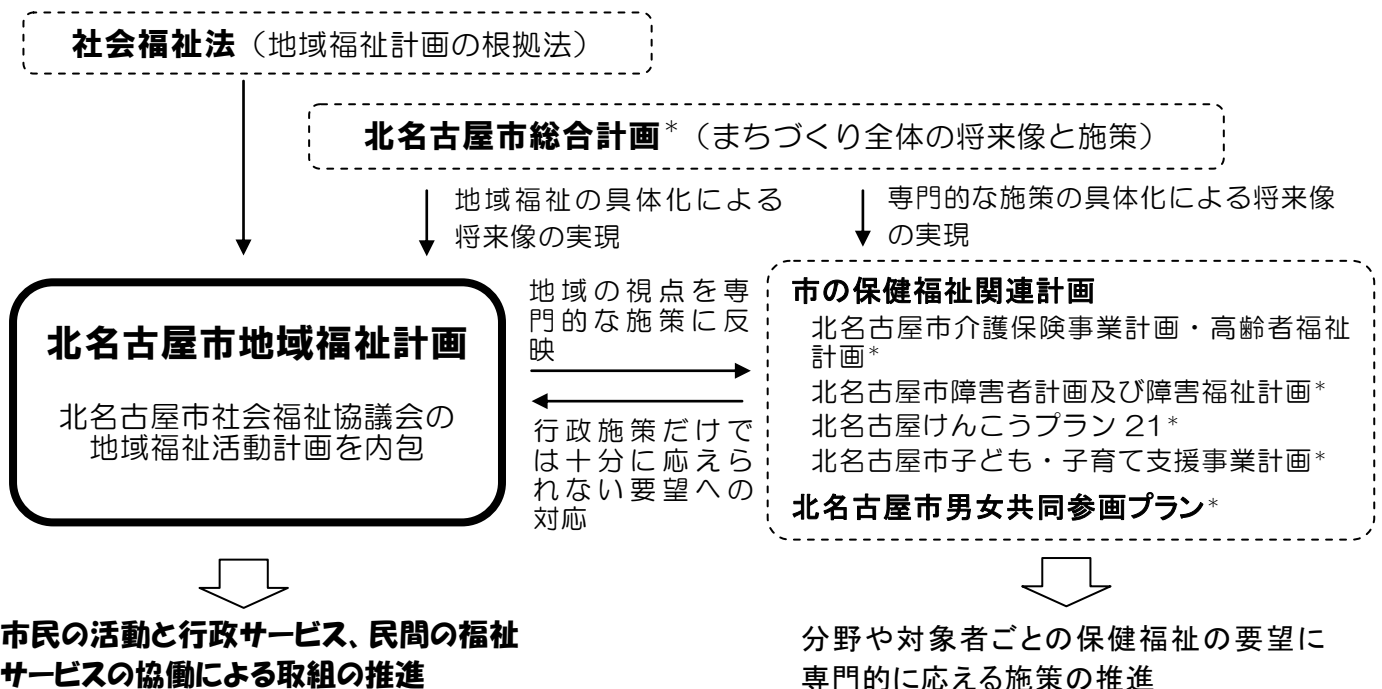 社会福祉法（地域福祉計画の根拠法）
北名古屋市総合計画*（まちづくり全体の将来像と施策）
地域福祉の具体化による
将来像の実現
専門的な施策の具体化による将来像
の実現
北名古屋市地域福祉計画
北名古屋市社会福祉協議会の
地域福祉活動計画を内包
地域の視点を専
門的な施策に反
映
行政施策だけで
は十分に応えら
れない要望への
対応
市の保健福祉関連計画
北名古屋市介護保険事業計画・高齢者福祉
計画*
北名古屋市障害者計画及び障害福祉計画*
北名古屋けんこうプラン 21*
北名古屋市子ども・子育て支援事業計画*
北名古屋市男女共同参画プラン*
市民の活動と行政サービス、民間の福祉
サービスの協働による取組の推進
分野や対象者ごとの保健福祉の要望に
専門的に応える施策の推進